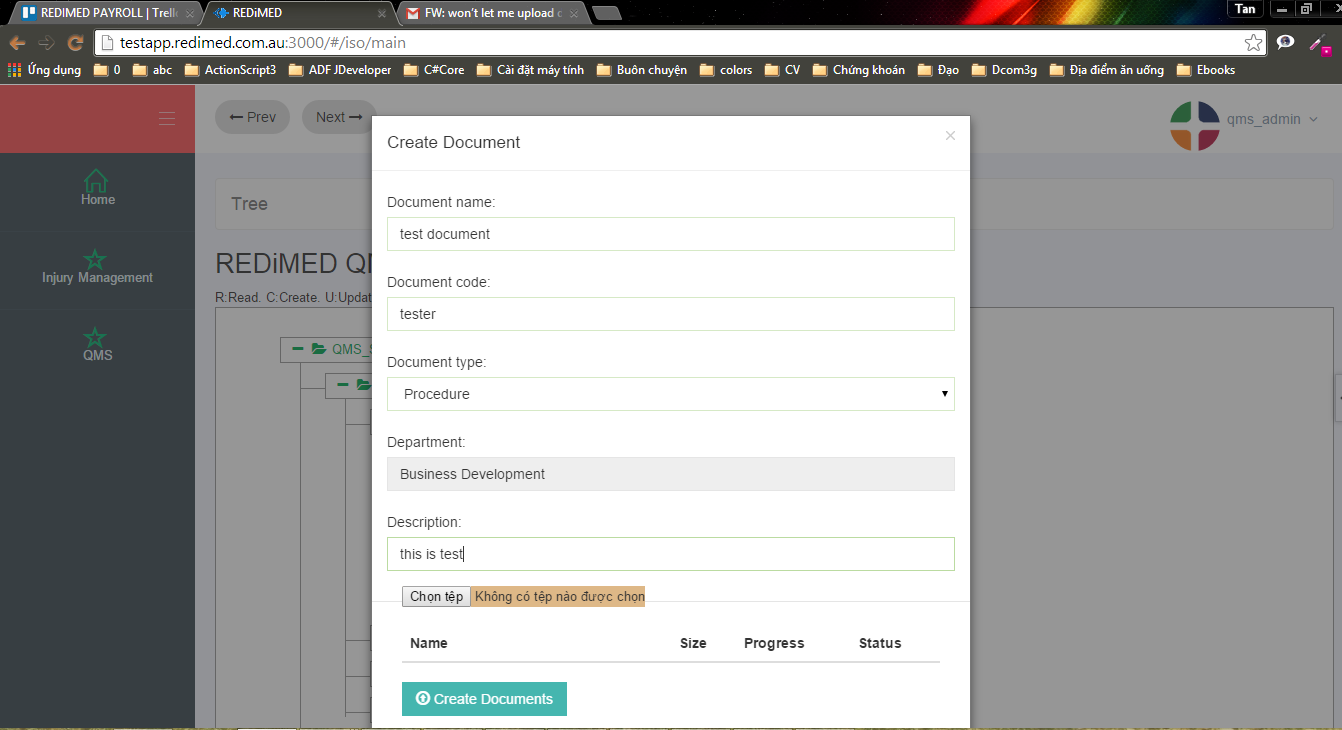 REDIMED PAYROLL | Trell
REDiMED
FW: won't let me upload
Tan
testapp.redimed.com.au:3000/#/iso/main
Ứng dụng 0 abc ActionScript3 ADF JDeveloper C#Core Cài đặt máy tính Buôn chuyện colors CV Chứng khoán Đạo Dcom3g Địa điểm ăn uống Ebooks
Prev Next
qms_admin
Home
Injury Management
QMS
Tree
REDiMED
R:Read. C:Create. U:Updat
QMS_
Create Document
Document name:
test document
Document code:
tester
Document type:
Procedure
Department:
Business Development
Description:
this is test
Chọn tệp Không có tệp nào được chọn
Name Size Progress Status
Create Documents